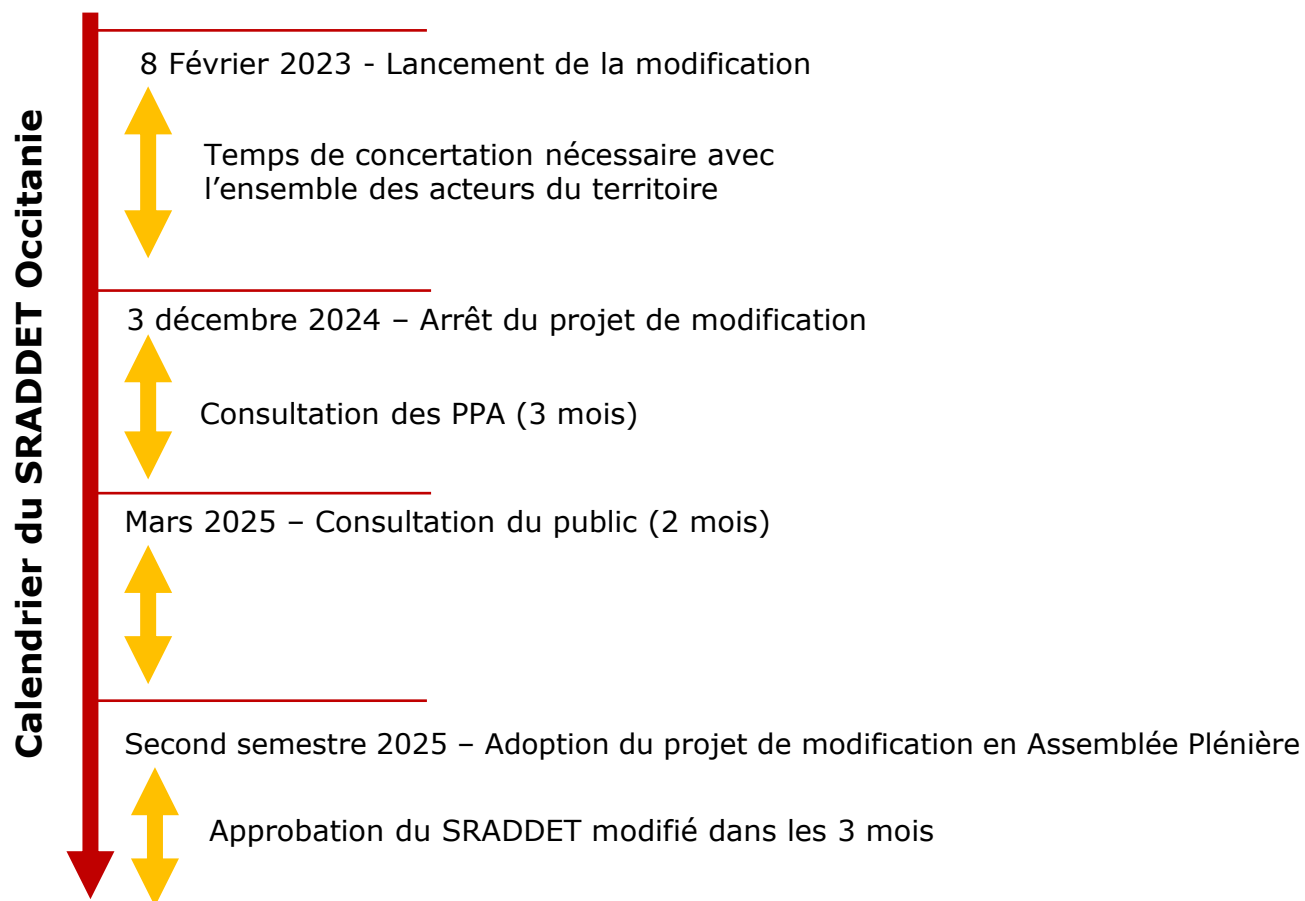 Calendrier du SRADDET Occitanie
8 Février 2023 - Lancement de la modification
Temps de concertation nécessaire avec
l’ensemble des acteurs du territoire
3 décembre 2024 – Arrêt du projet de modification
Consultation des PPA (3 mois)
Mars 2025 – Consultation du public (2 mois)
Second semestre 2025 – Adoption du projet de modification en Assemblée Plénière
Approbation du SRADDET modifié dans les 3 mois